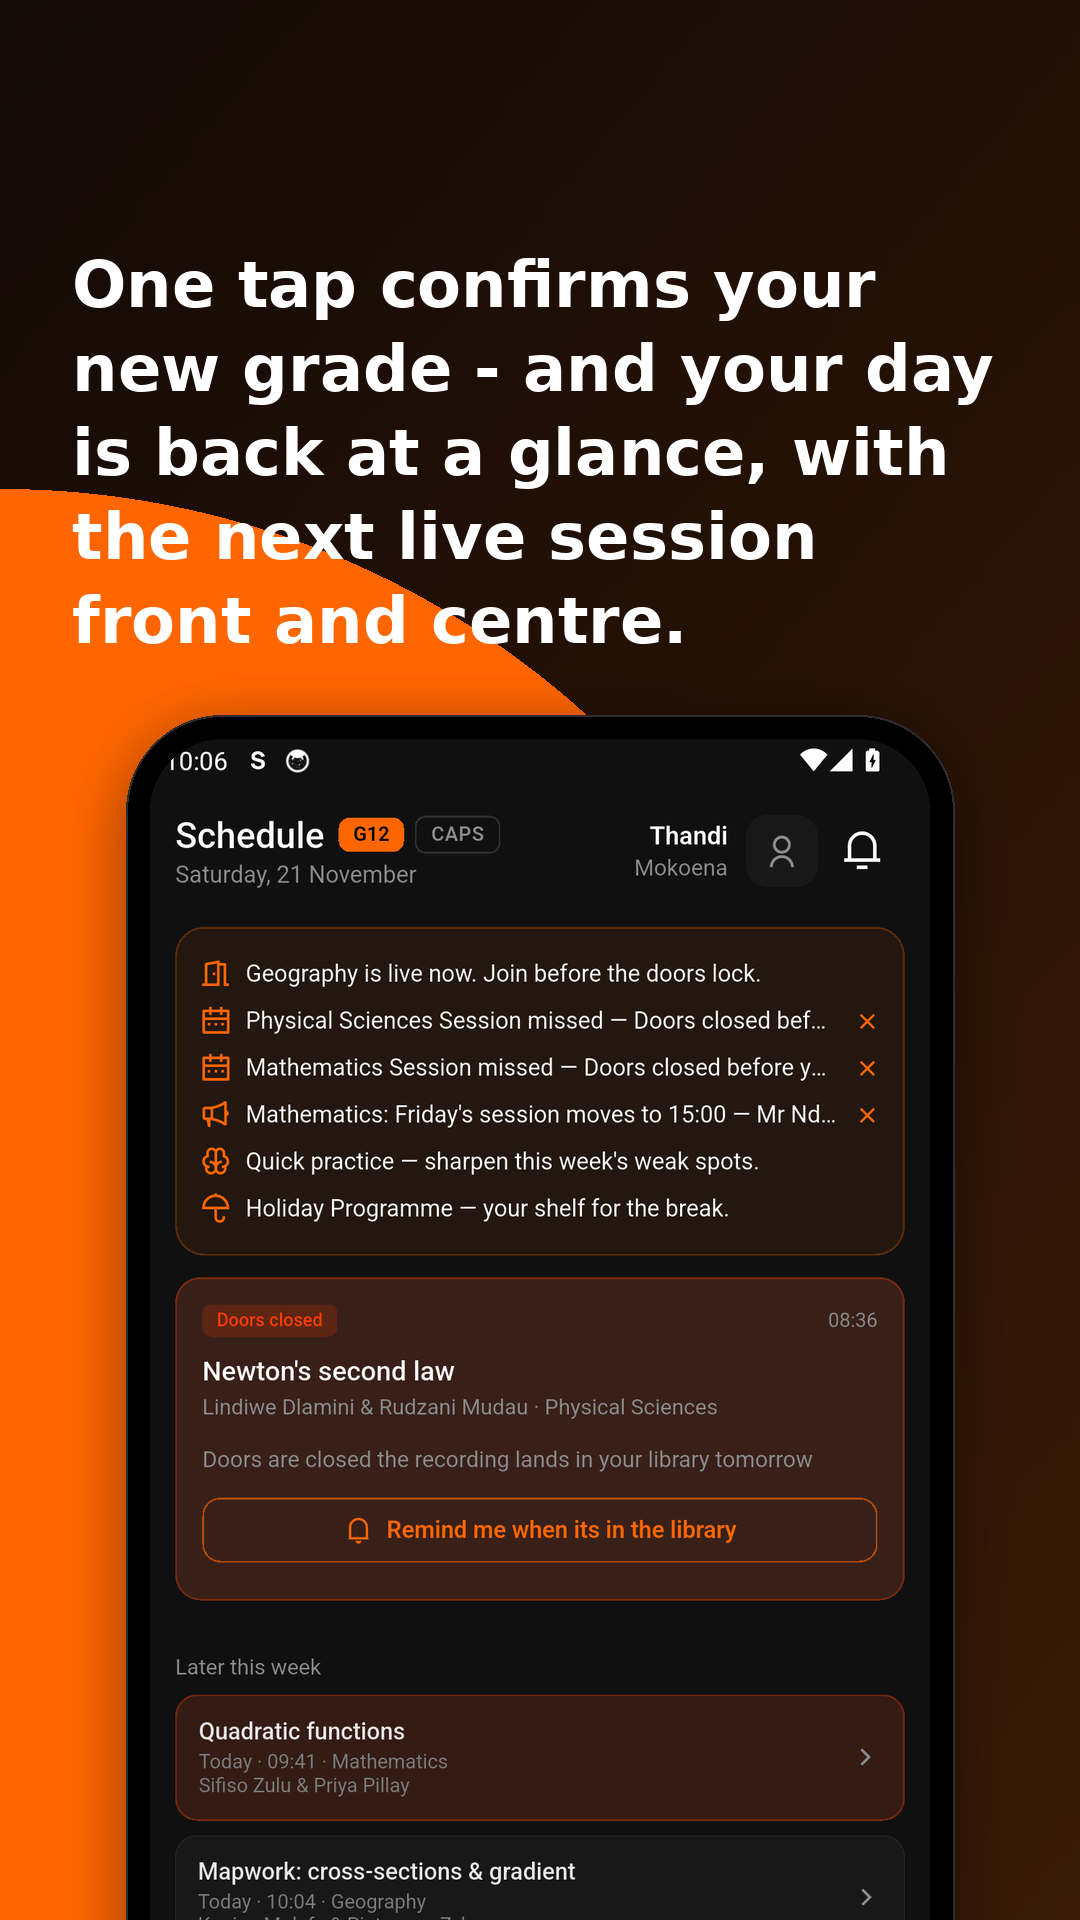 One tap confirms your
new grade - and your day
is back at a glance, with
the next live session
front and centre.
10:06 S
Schedule G12 CAPS
Thandi
Mokoena
Saturday, 21 November
Geography is live now. Join before the doors lock.
Physical Sciences Session missed — Doors closed bef...
Mathematics Session missed — Doors closed before y...
Mathematics: Friday's session moves to 15:00 — Mr Nd...
Quick practice — sharpen this week's weak spots.
Holiday Programme — your shelf for the break.
Doors closed 08:36
Newton's second law
Lindiwe Dlamini & Rudzani Mudau · Physical Sciences
Doors are closed the recording lands in your library tomorrow
Remind me when its in the library
Later this week
Quadratic functions
Today · 09:41 · Mathematics
Sifiso Zulu & Priya Pillay
Mapwork: cross-sections & gradient
Today · 10:04 · Geography